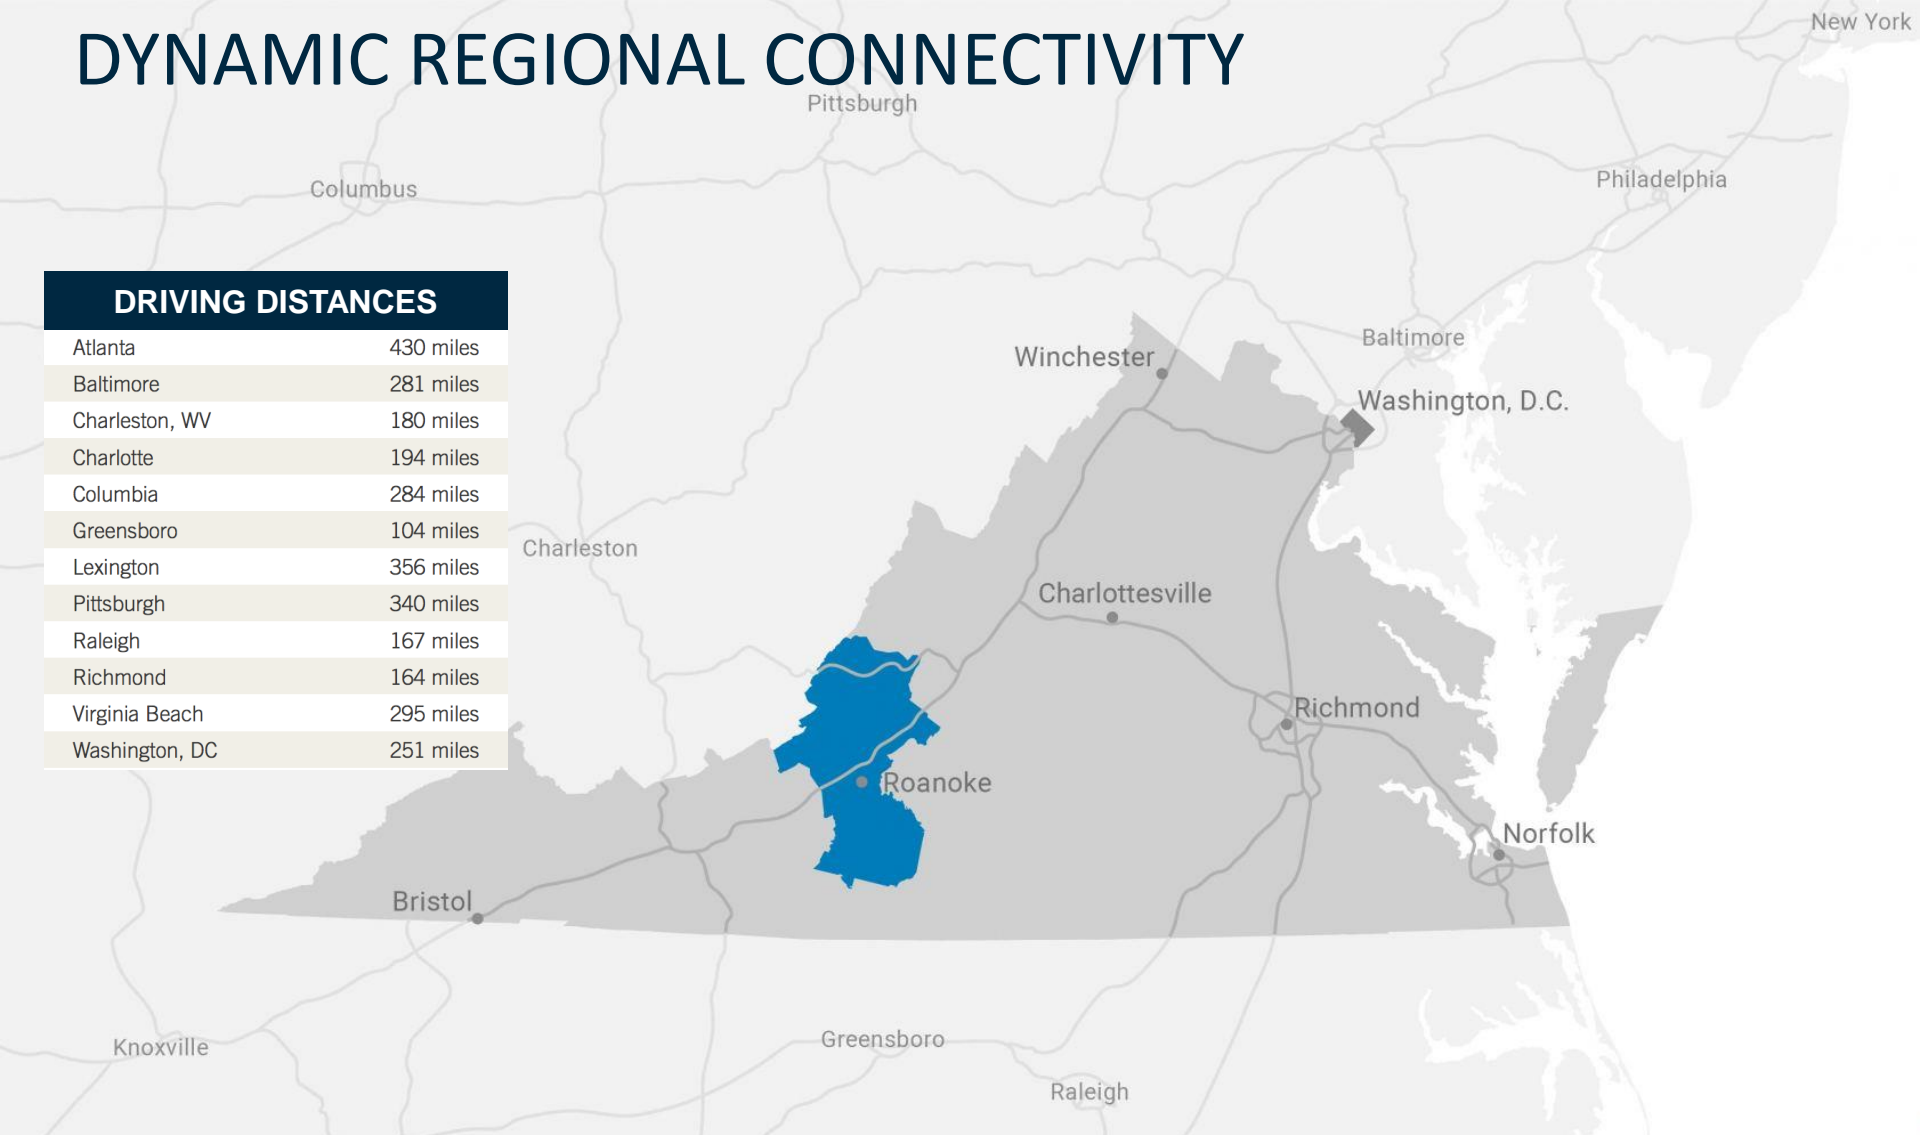 DYNAMIC REGIONAL CONNECTIVITY
New York
Pittsburgh
Columbus
Philadelphia
DRIVING DISTANCES
Atlanta 430 miles
Baltimore 281 miles
Charleston, WV 180 miles
Charlotte 194 miles
Columbia 284 miles
Greensboro 104 miles
Lexington 356 miles
Pittsburgh 340 miles
Raleigh 167 miles
Richmond 164 miles
Virginia Beach 295 miles
Washington, DC 251 miles
Baltimore
Winchester
Washington, D.C.
Charleston
Charlottesville
Richmond
Roanoke
Norfolk
Bristol
Knoxville
Greensboro
Raleigh